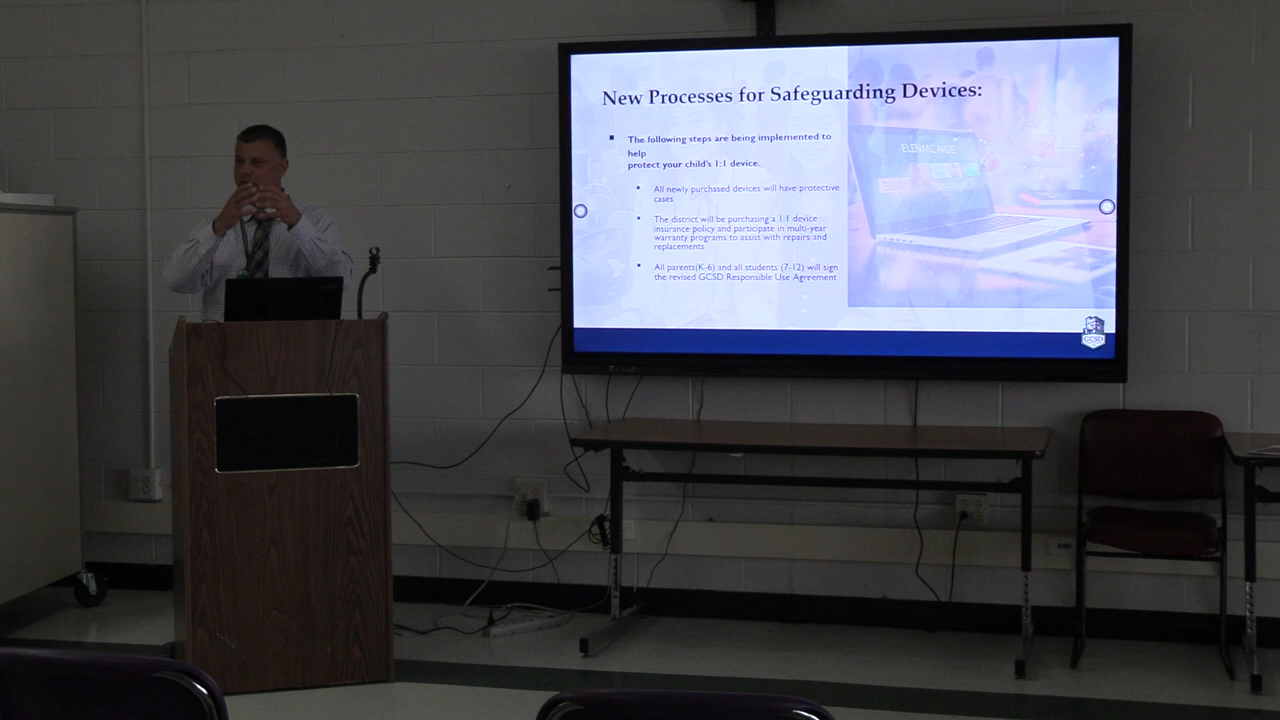 New Processes for Safeguarding Devices:
The following steps are being implemented to
help
protect your child's 1:1 device.
All newly purchased devices will have protective
cases
The district will be purchasing a 1:1 device
insurance policy and participate in multi-year
warranty programs to assist with repairs and
replacements
All parents(K-6) and all students (7-12) will sign
the revised GCSD Responsible Use Agreement
GCSD